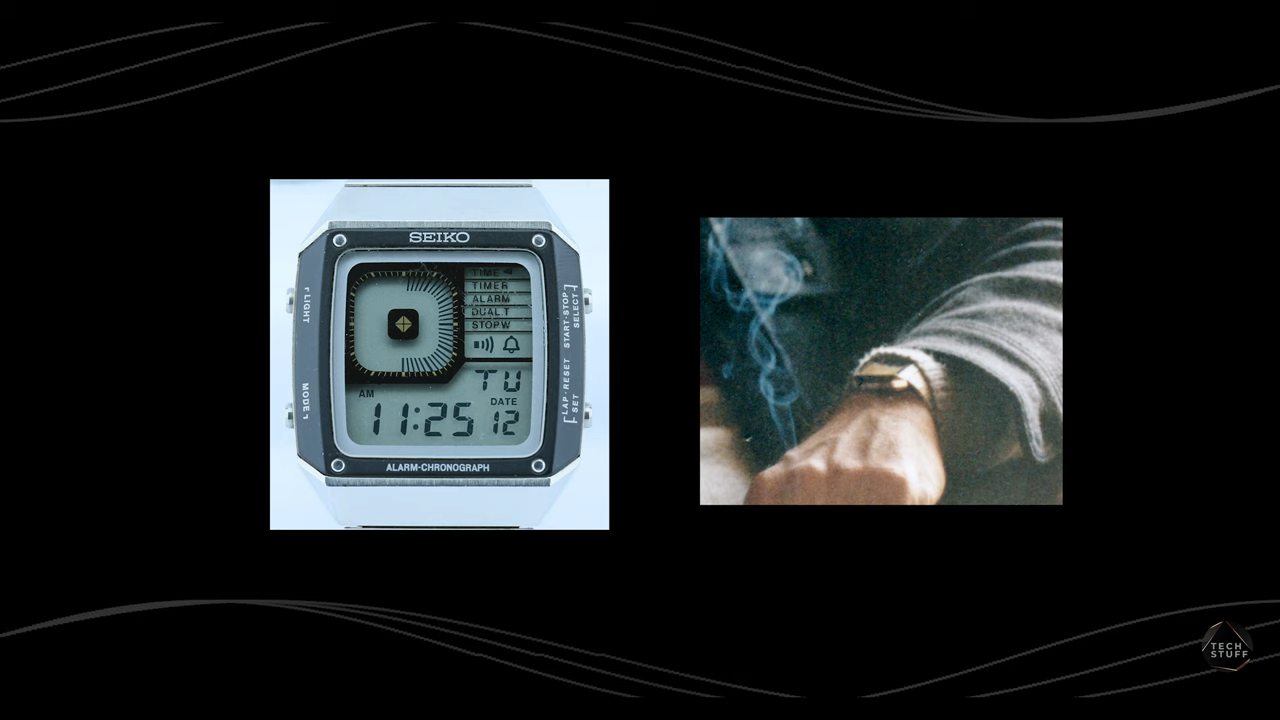 SEIKO
LIGHT
MODE
TIME
TIMER
ALARM
DUAL T
STOPW
START-STOP
SELECT
LAP-RESET
SET
TU
AM
DATE
11:25 12
ALARM-CHRONOGRAPH
TECH
STUFF